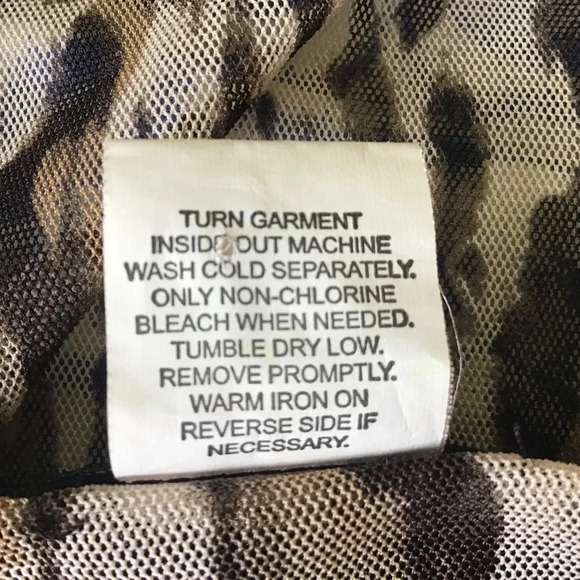 TURN GARMENT
INSIDE OUT MACHINE
WASH COLD SEPARATELY.
ONLY NON-CHLORINE
BLEACH WHEN NEEDED.
TUMBLE DRY LOW.
REMOVE PROMPTLY.
WARM IRON ON
REVERSE SIDE IF
NECESSARY.